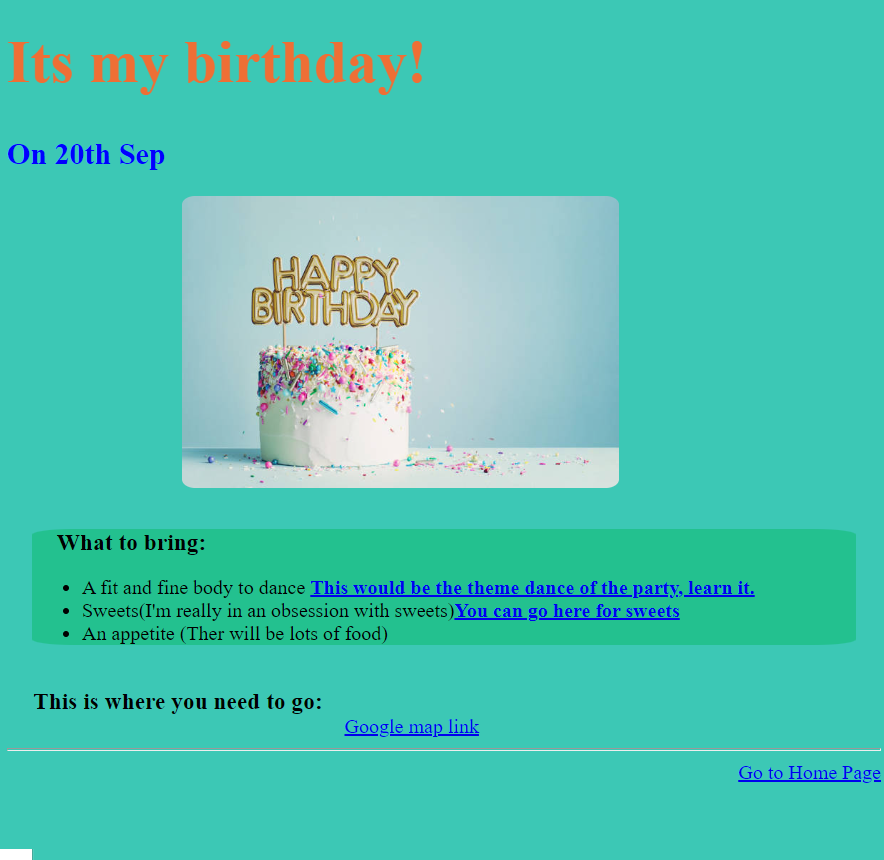 Its my birthday!
On 20th Sep
HAPPY
BIRTHDAY
What to bring:
A fit and fine body to dance This would be the theme dance of the party, learn it.
Sweets(I'm really in an obsession with sweets)You can go here for sweets
An appetite (Ther will be lots of food)
This is where you need to go:
Google map link
Go to Home Page